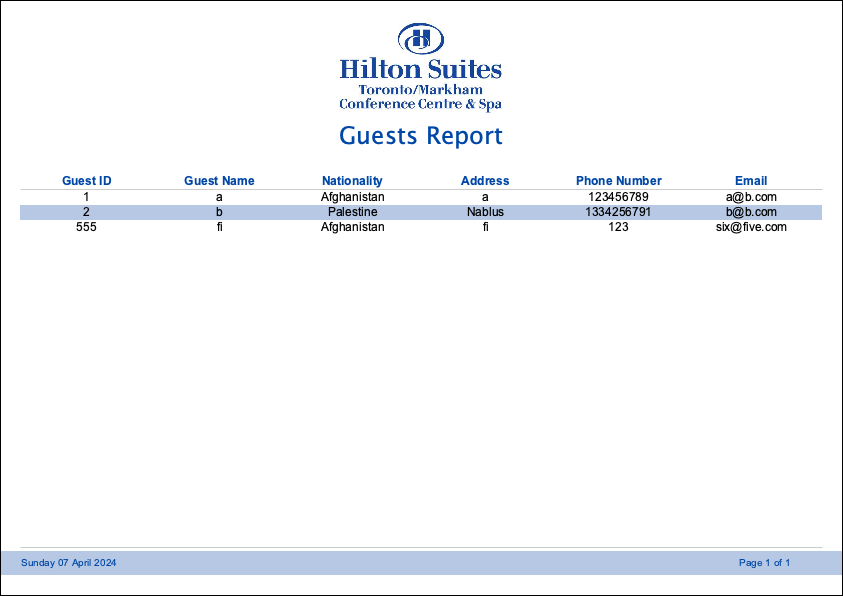 Hilton Suites
Toronto/Markham
Conference Centre & Spa
Guests Report
Guest ID Guest Name Nationality Address Phone Number Email
1 a Afghanistan a 123456789 a@b.com
2 b Palestine Nablus 1334256791 b@b.com
555 fi Afghanistan fi 123 six@five.com
Sunday 07 April 2024 Page 1 of 1